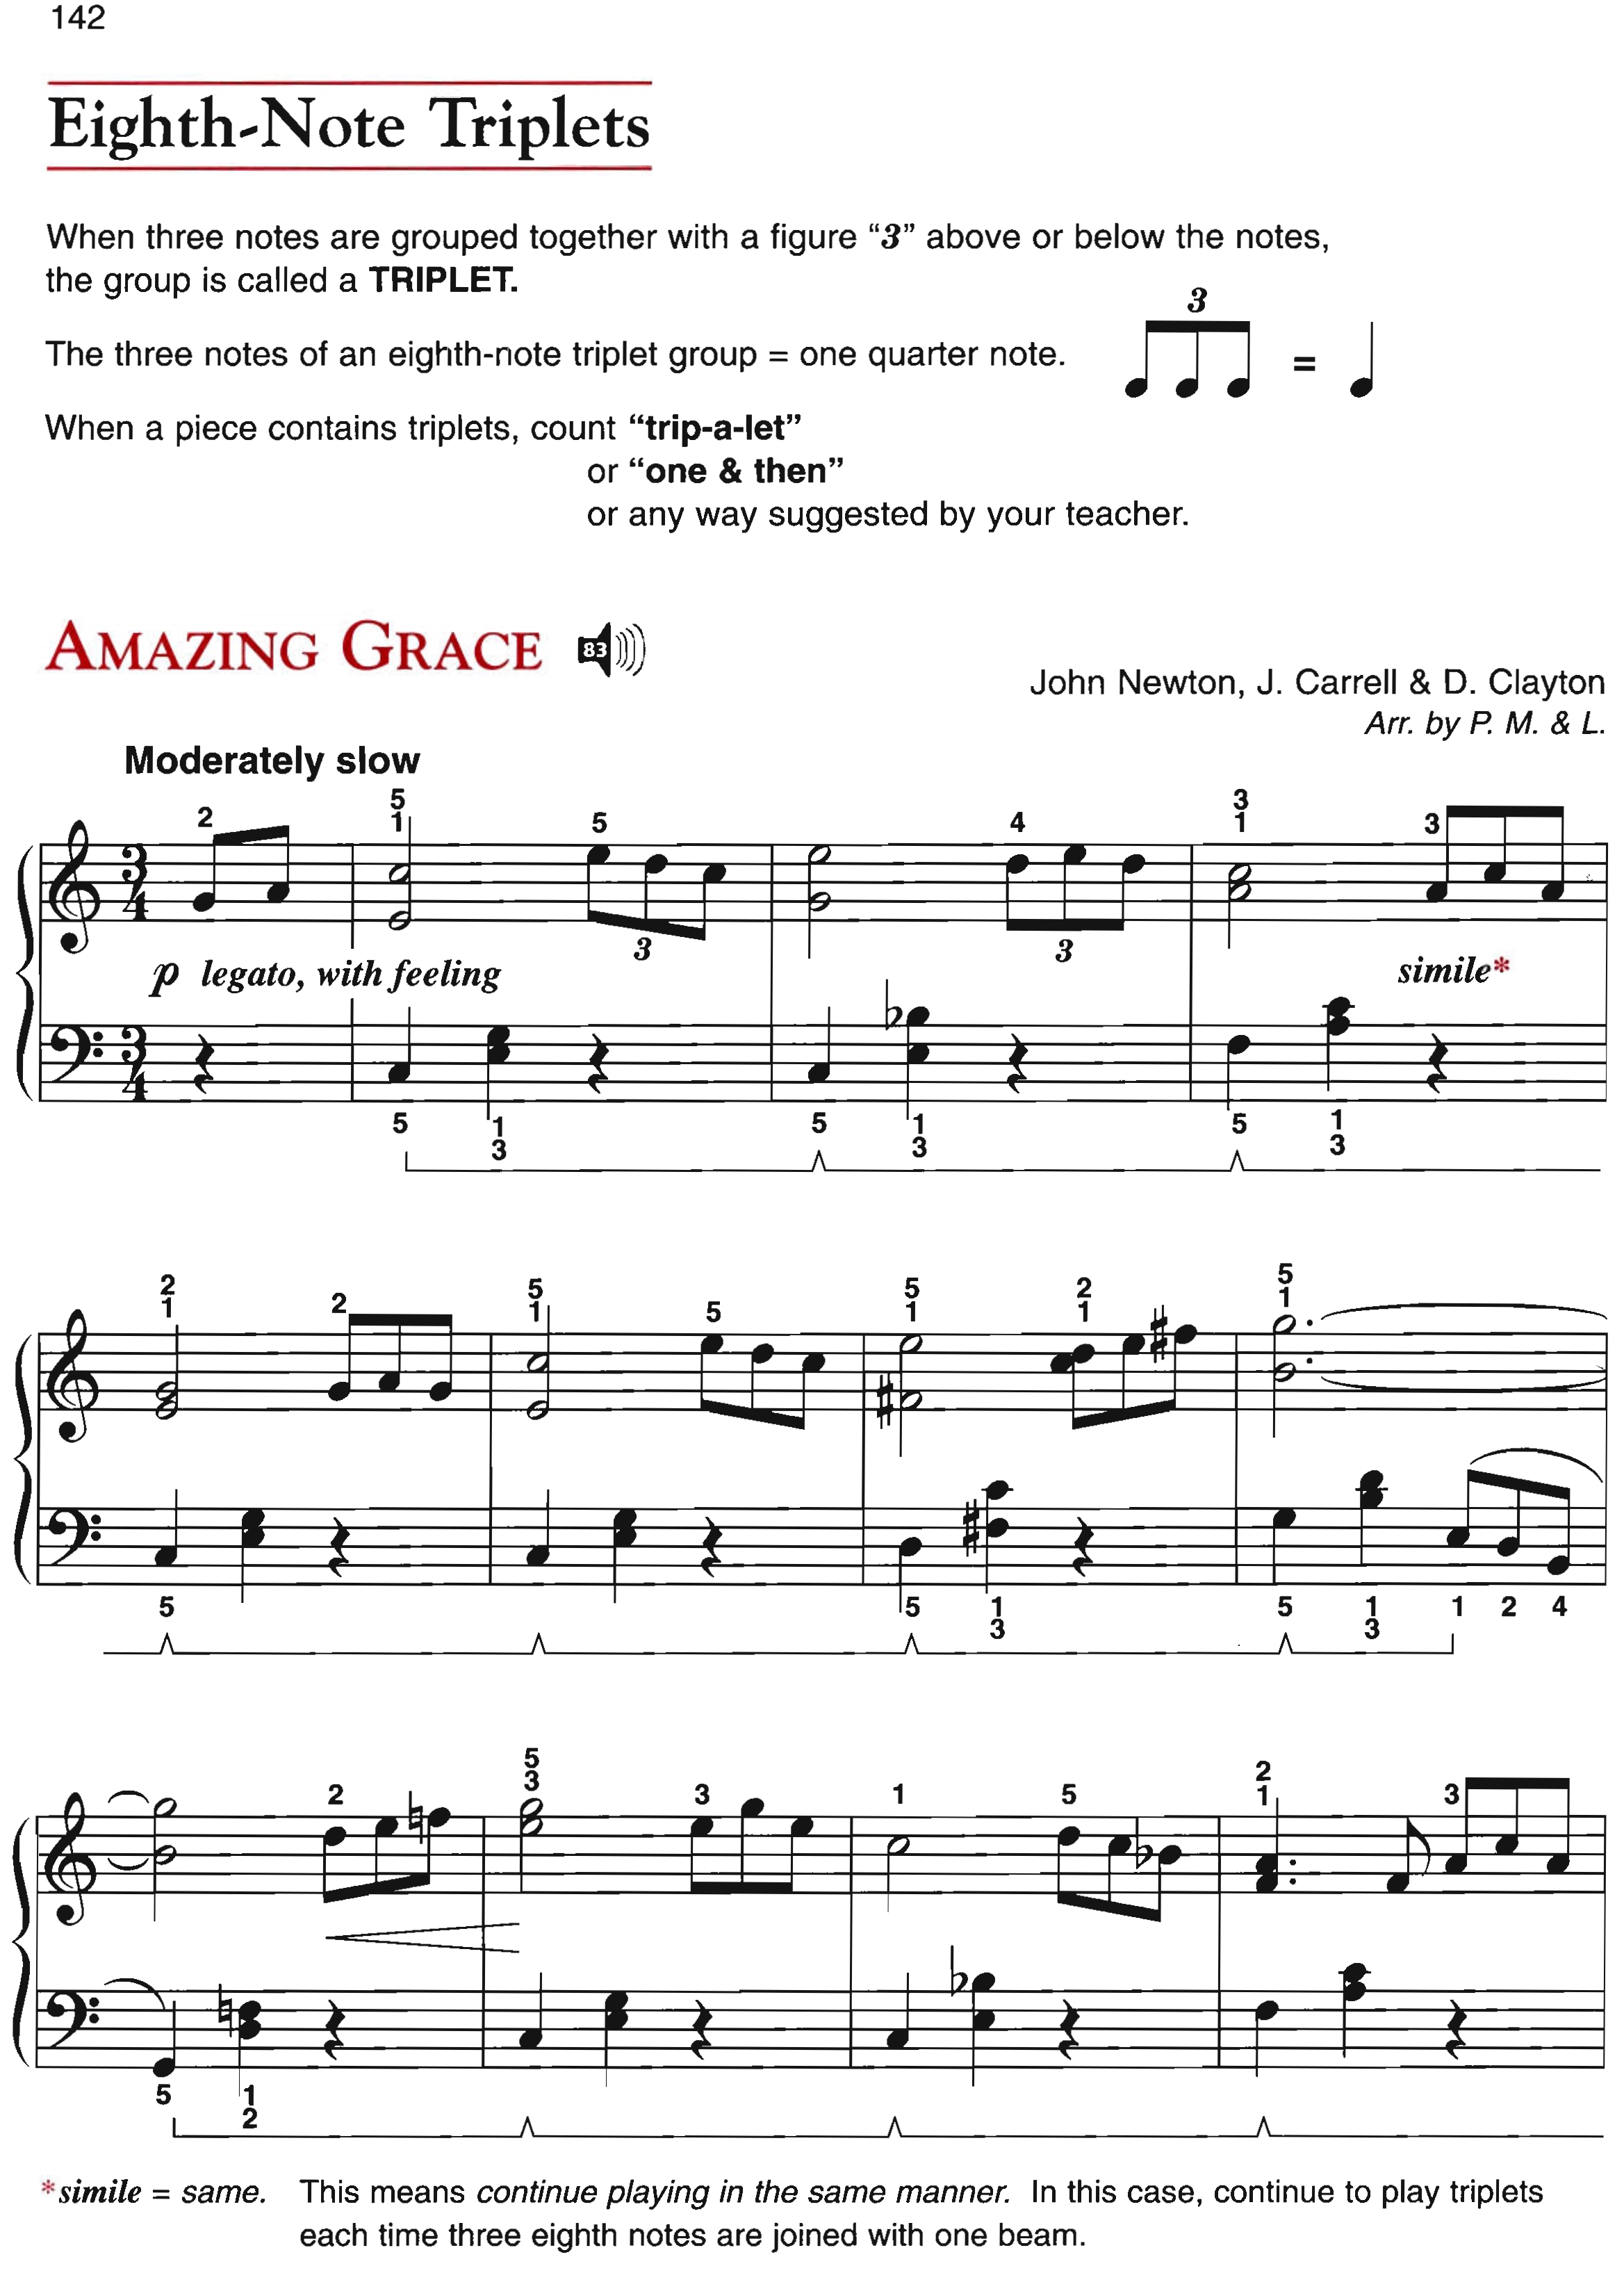 142
Eighth-Note Triplets
When three notes are grouped together with a figure “3” above or below the notes,
the group is called a TRIPLET.
3
The three notes of an eighth-note triplet group = one quarter note.
=
When a piece contains triplets, count “trip-a-let”
or “one & then”
or any way suggested by your teacher.
AMAZING GRACE 83
John Newton, J. Carrell & D. Clayton
Arr. by P. M. & L.
Moderately slow
2 5 1 5 4 3 1 3
3 4
3 3
p legato, with feeling
simile*
3 4
5 1 3 5 1 3 5 1 3
2 1 2 5 1 5 5 1 2 1 5 1
5 5 1 3 5 1 3 1 2 4
2 5 3 3 1 5 2 1 3
5 1 2
*simile = same. This means continue playing in the same manner. In this case, continue to play triplets
each time three eighth notes are joined with one beam.